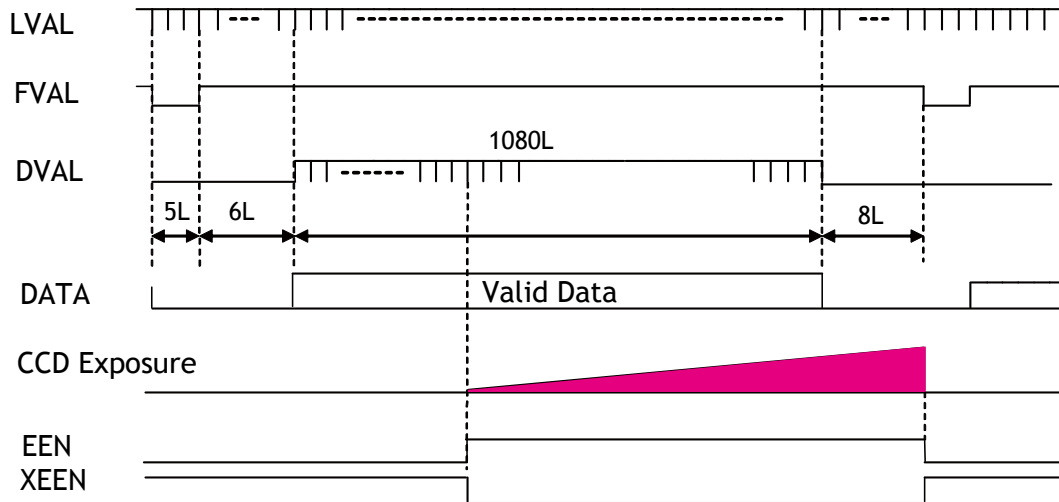 LVAL
FVAL
1080L
DVAL
5L 6L 8L
DATA Valid Data
CCD Exposure
EEN
XEEN